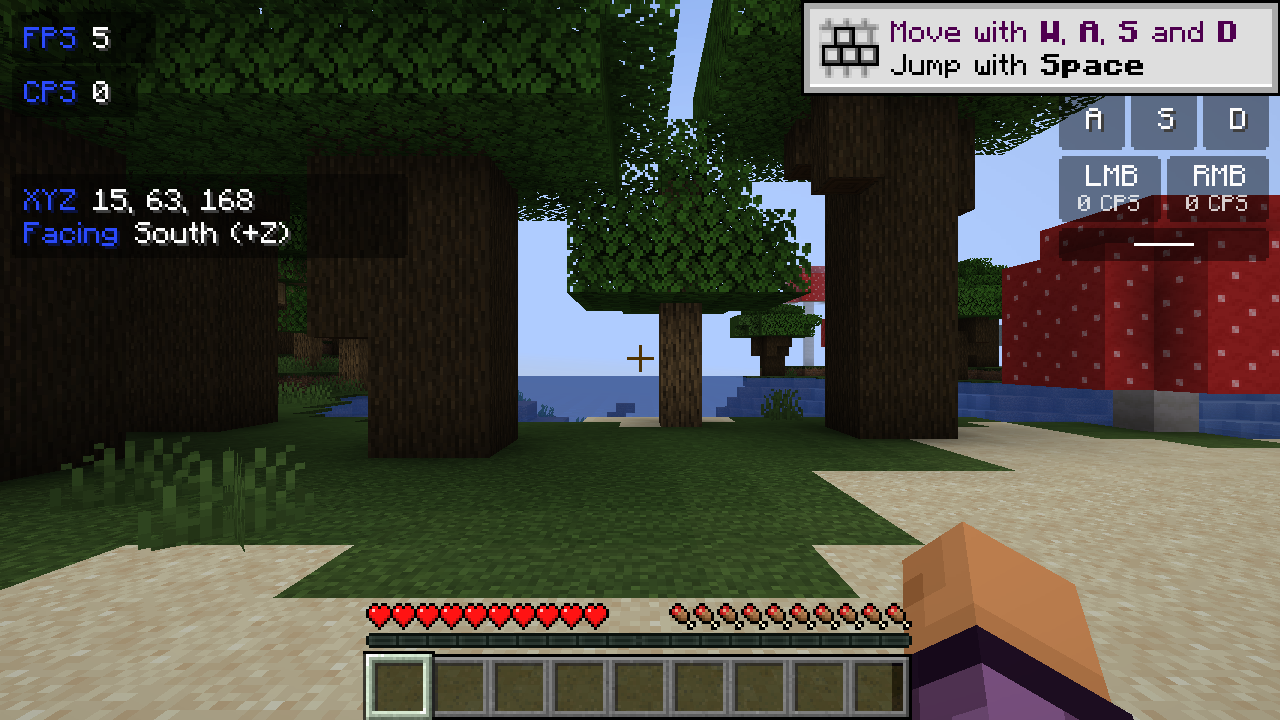 FPS 5
CPS 0
Move with W, A, S and D
Jump with Space
A S D
LMB RMB
0 CPS 0 CPS
XYZ 15, 63, 168
Facing South (+Z)